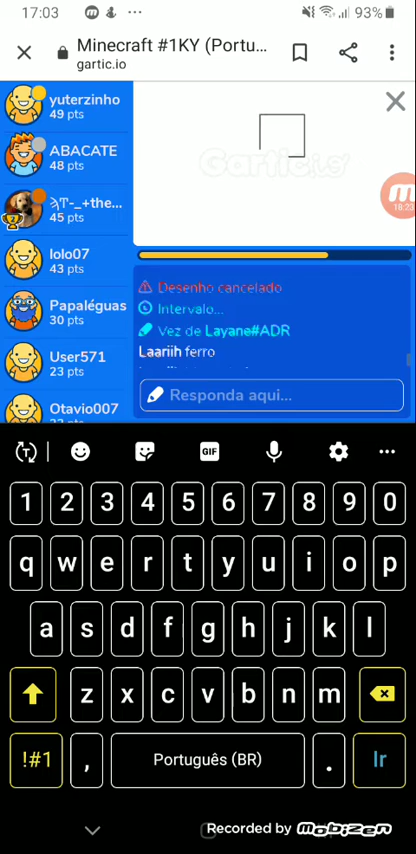 17:03
93%
Minecraft #1KY (Portu...
gartic.io
yuterzinho
49 pts
ABACATE
48 pts
45 pts
lolo07
43 pts
Papaléguas
30 pts
User571
23 pts
Otavio007
Gartic.io
18:23
Desenho cancelado
Intervalo...
Vez de Layana#ADR
Laariih ferro
Responda aqui...
GIF
1 2 3 4 5 6 7 8 9 0
q w e r t y u i o p
a s d f g h j k l
z x c v b n m
!#1 , Português (BR) . Ir
Recorded by MOBIZEN